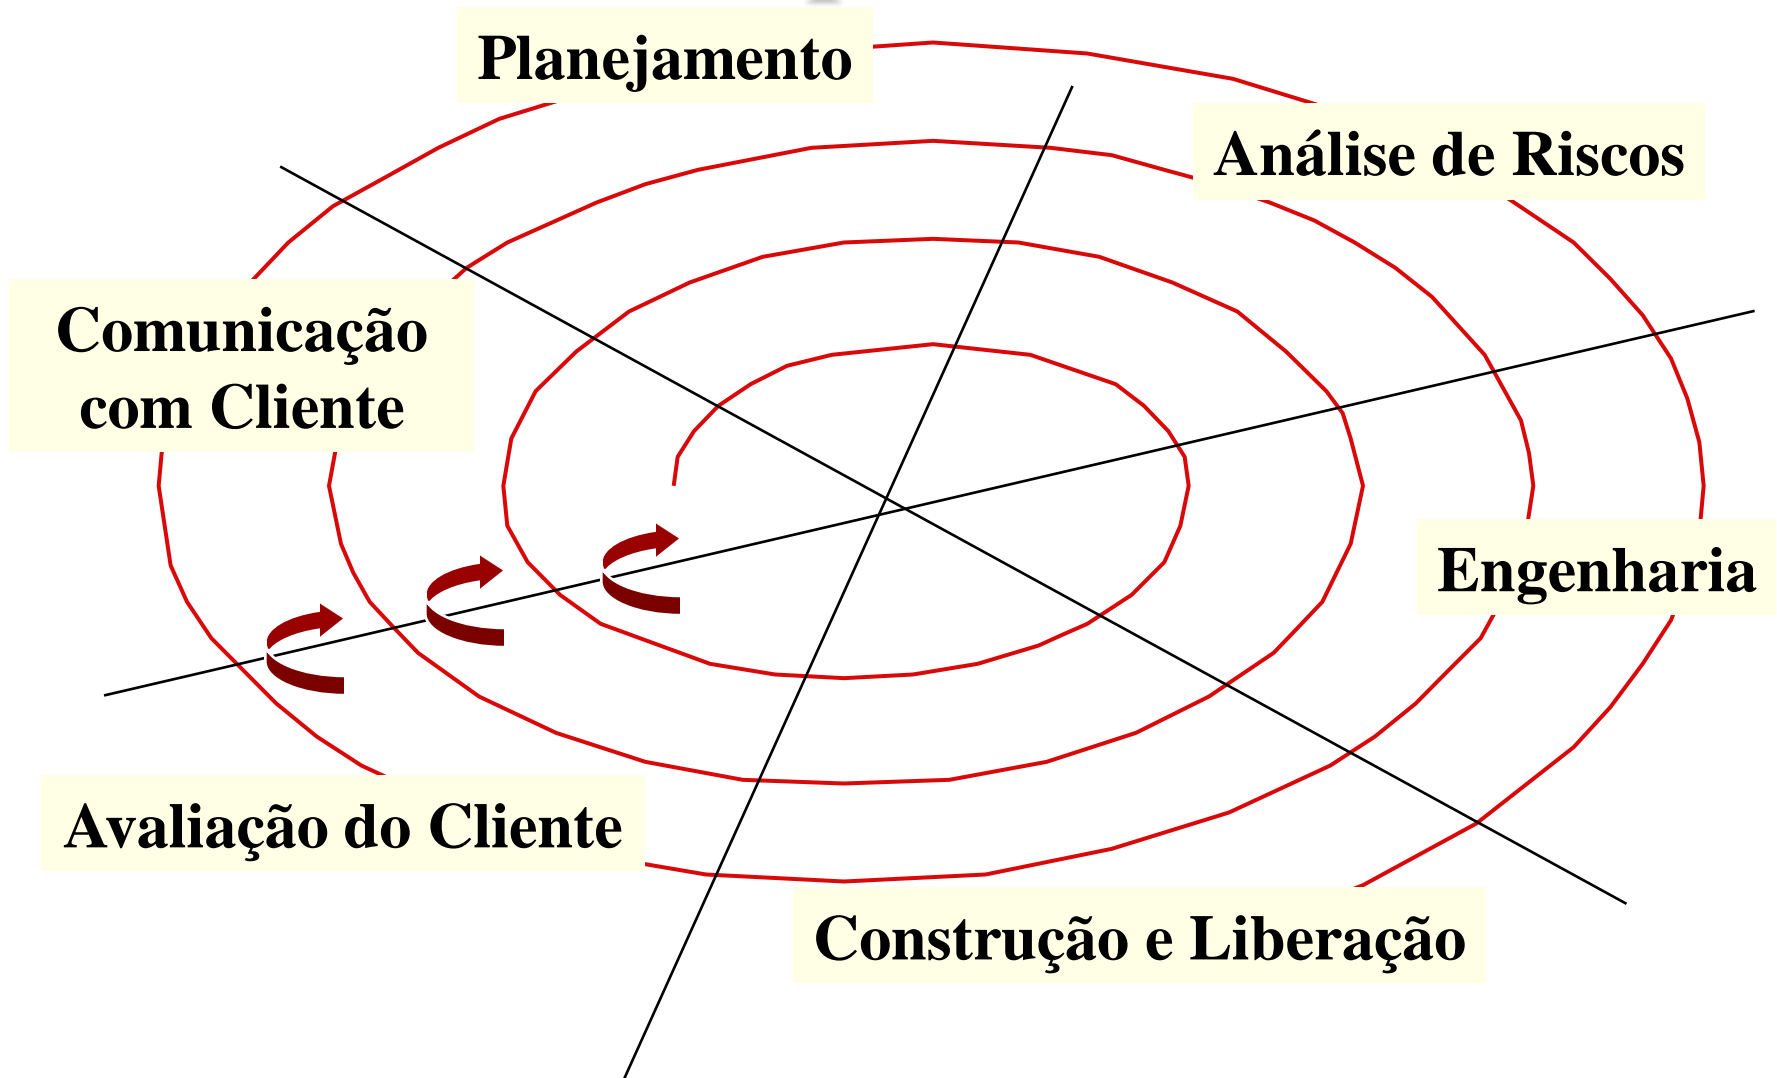 Planejamento
Análise de Riscos
Comunicação
com Cliente
Engenharia
Avaliação do Cliente
Construção e Liberação